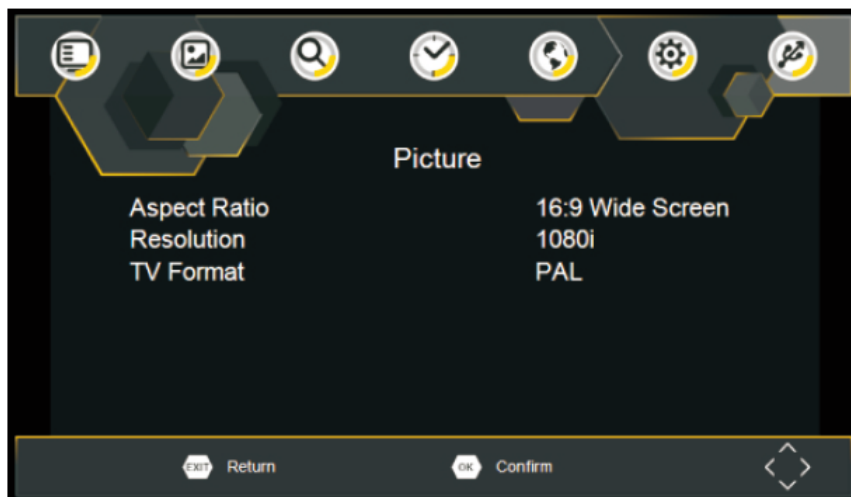 Picture
Aspect Ratio 16:9 Wide Screen
Resolution 1080i
TV Format PAL
EXIT Return OK Confirm